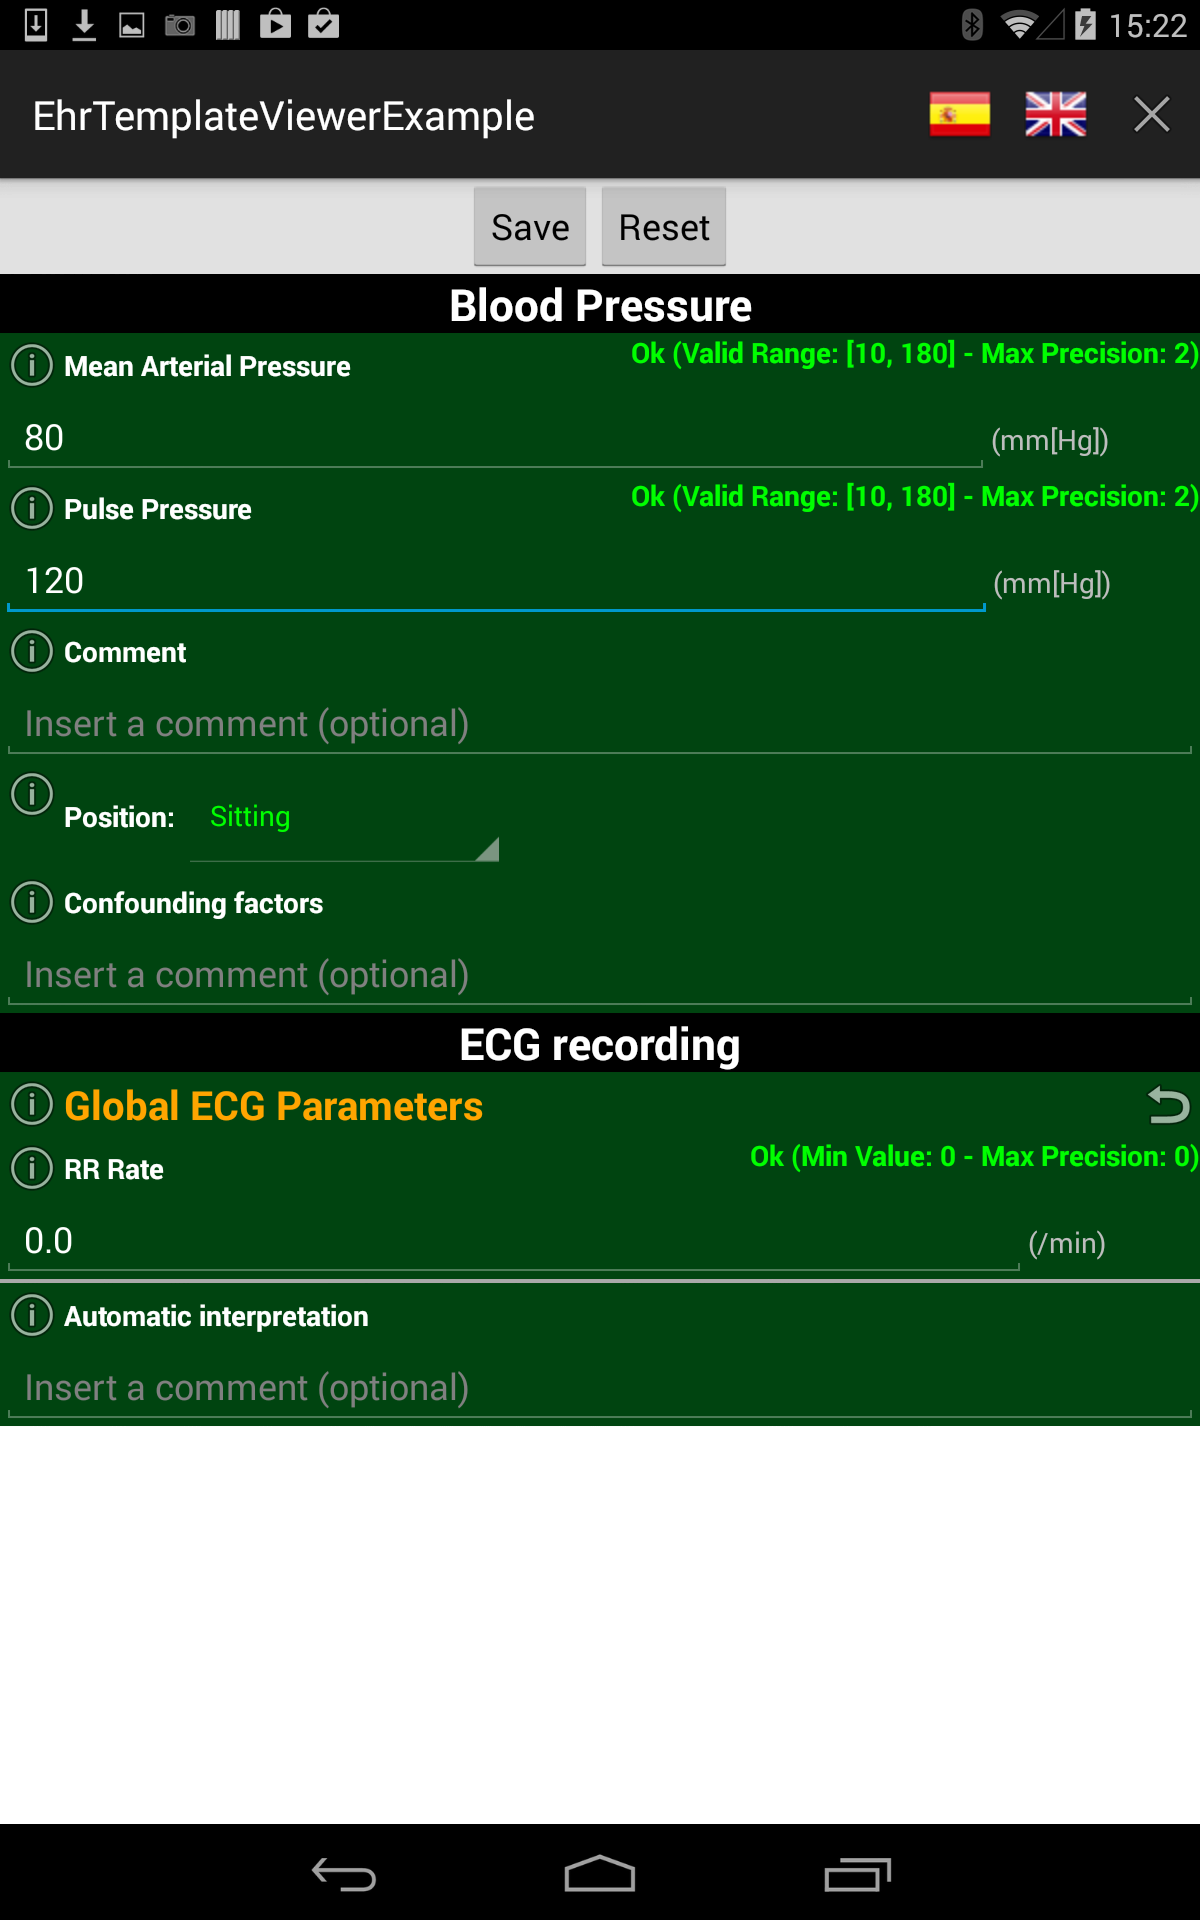 15:22
EhrTemplateViewerExample
Save Reset
Blood Pressure
Mean Arterial Pressure Ok (Valid Range: [10, 180] - Max Precision: 2)
80 (mm[Hg])
Pulse Pressure Ok (Valid Range: [10, 180] - Max Precision: 2)
120 (mm[Hg])
Comment
Insert a comment (optional)
Position: Sitting
Confounding factors
Insert a comment (optional)
ECG recording
Global ECG Parameters
RR Rate Ok (Min Value: 0 - Max Precision: 0)
0.0 (/min)
Automatic interpretation
Insert a comment (optional)